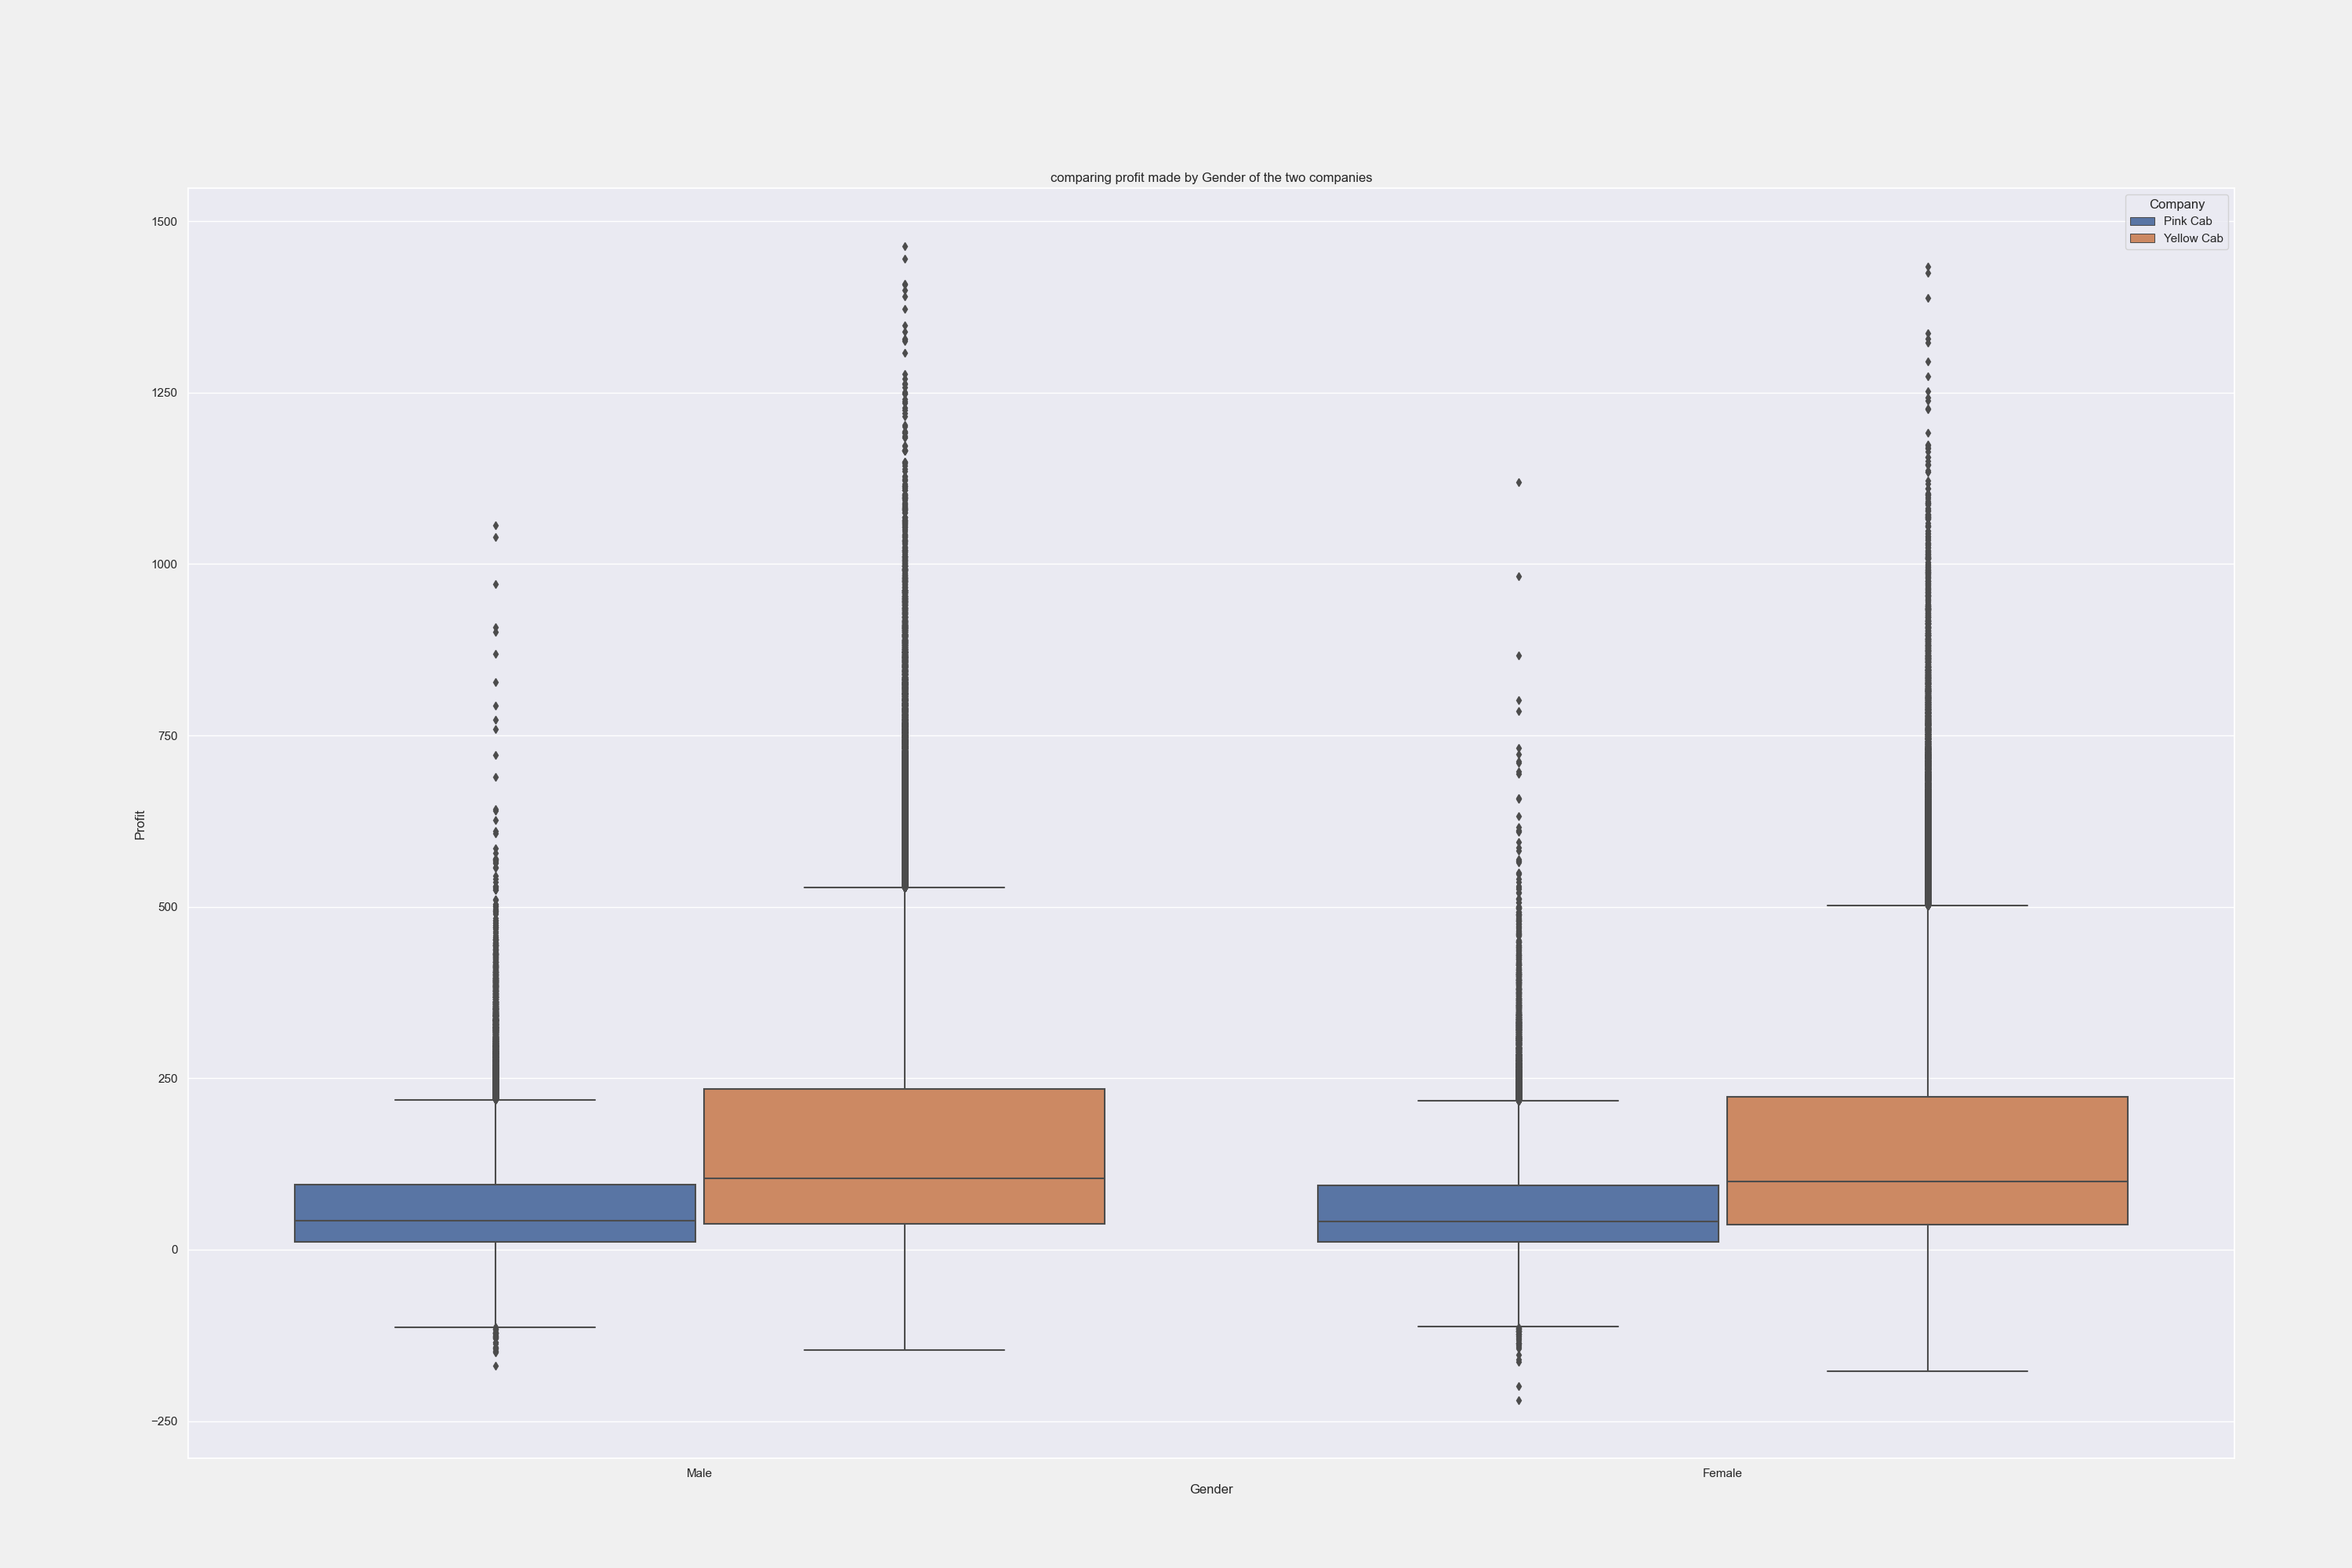 comparing profit made by Gender of the two companies
Company
Pink Cab
Yellow Cab
1500
1250
1000
750
500
250
0
−250
Profit
Male
Female
Gender